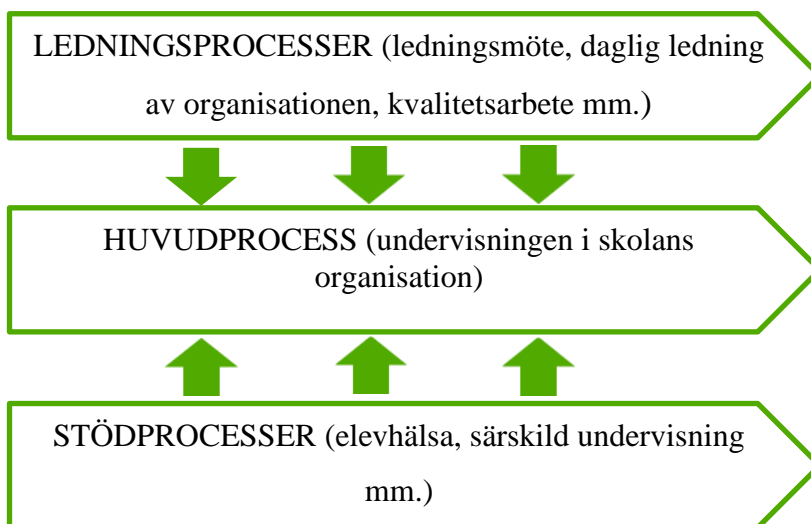 LEDNINGSPROCESSER (ledningsmöte, daglig ledning
av organisationen, kvalitetsarbete mm.)
HUVUDPROCESS (undervisningen i skolans
organisation)
STÖDPROCESSER (elevhälsa, särskild undervisning
mm.)